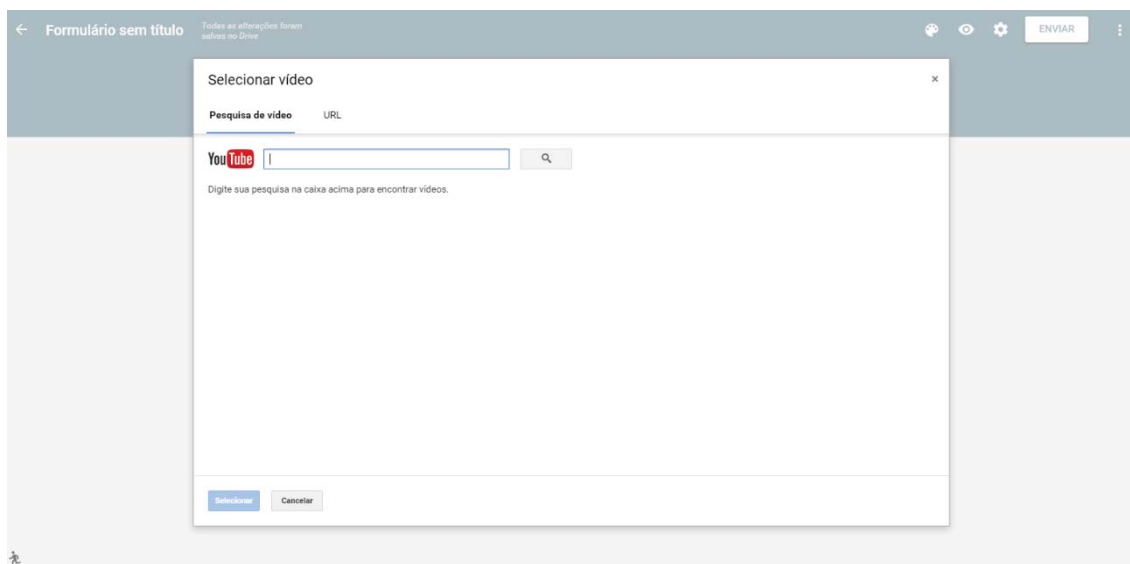 Formulário sem título
Todas as alterações foram
salvas no Drive
ENVIAR
Selecionar vídeo
×
Pesquisa de vídeo URL
YouTube
Digite sua pesquisa na caixa acima para encontrar vídeos.
Selecionar Cancelar